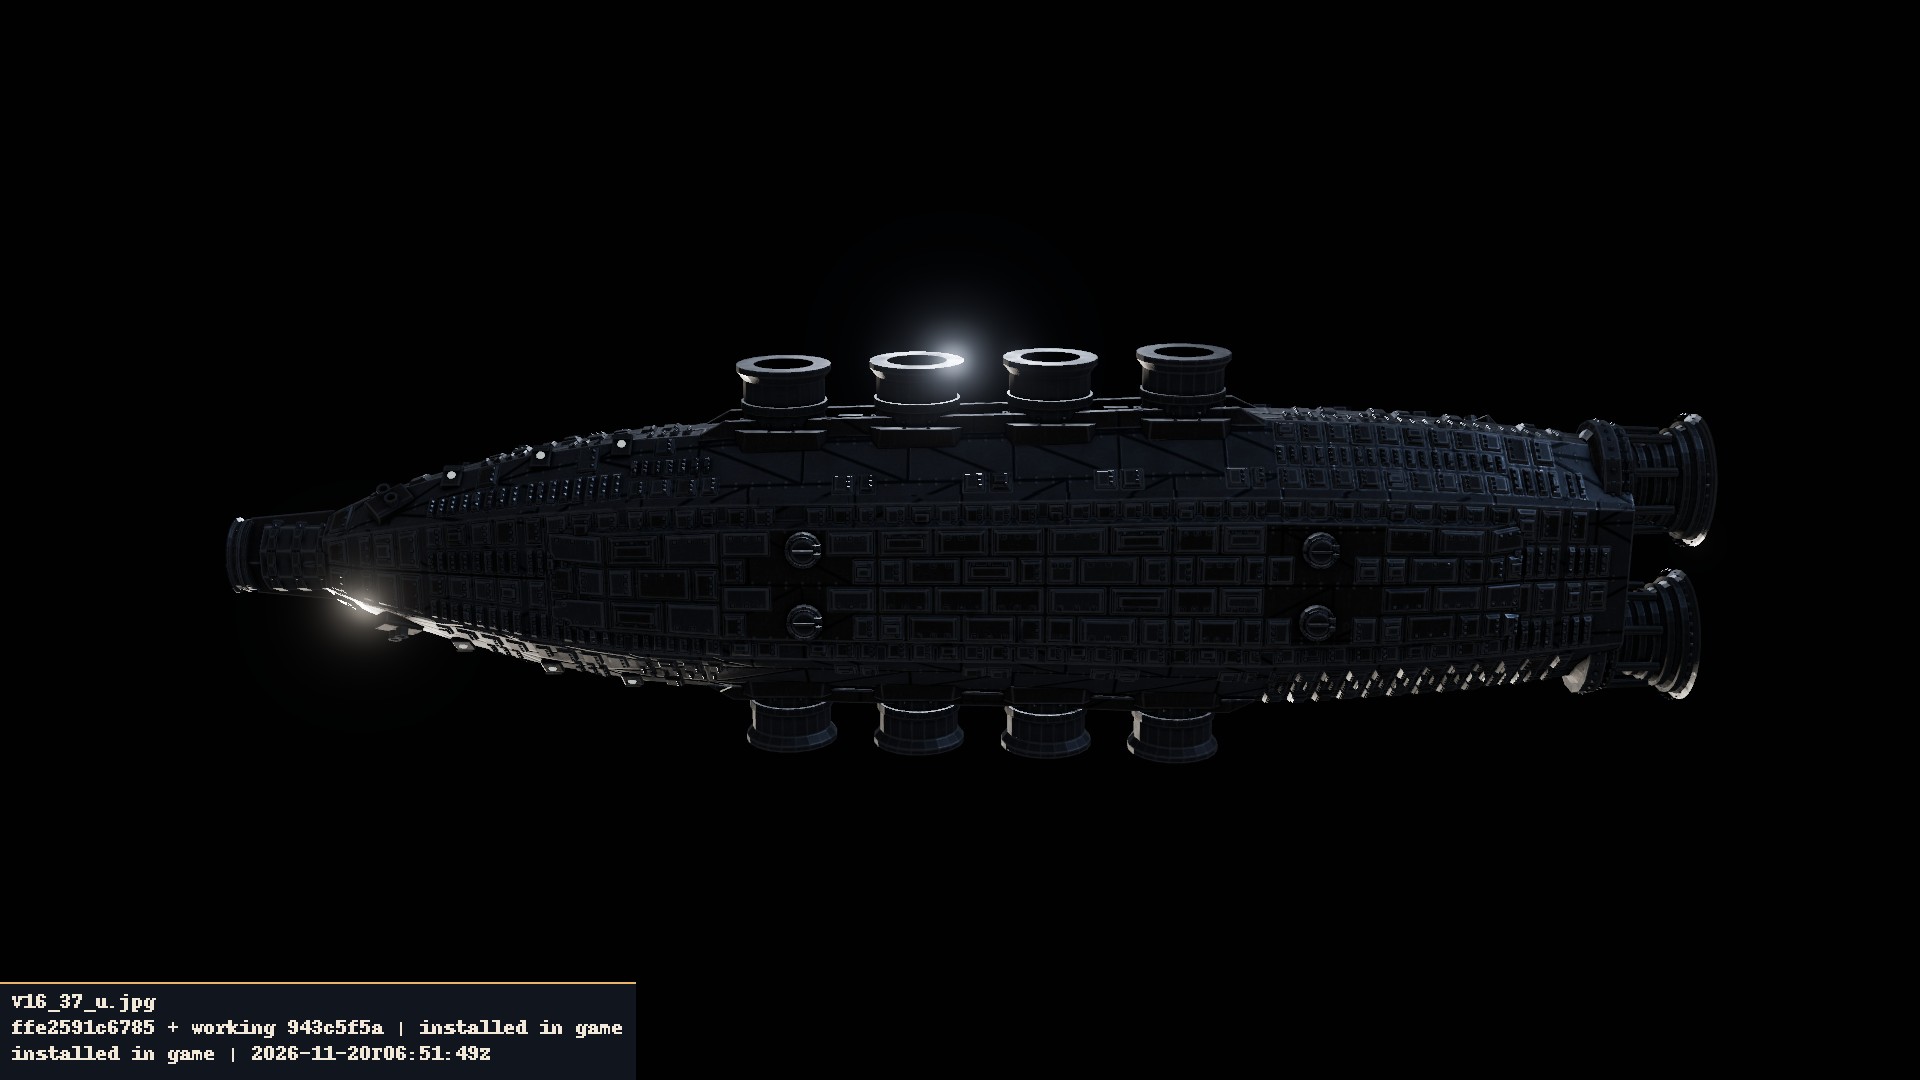 v16_37_u.jpg
ffe2591c6785 + working 943c5f5a | installed in game
installed in game | 2026-11-20T06:51:49Z